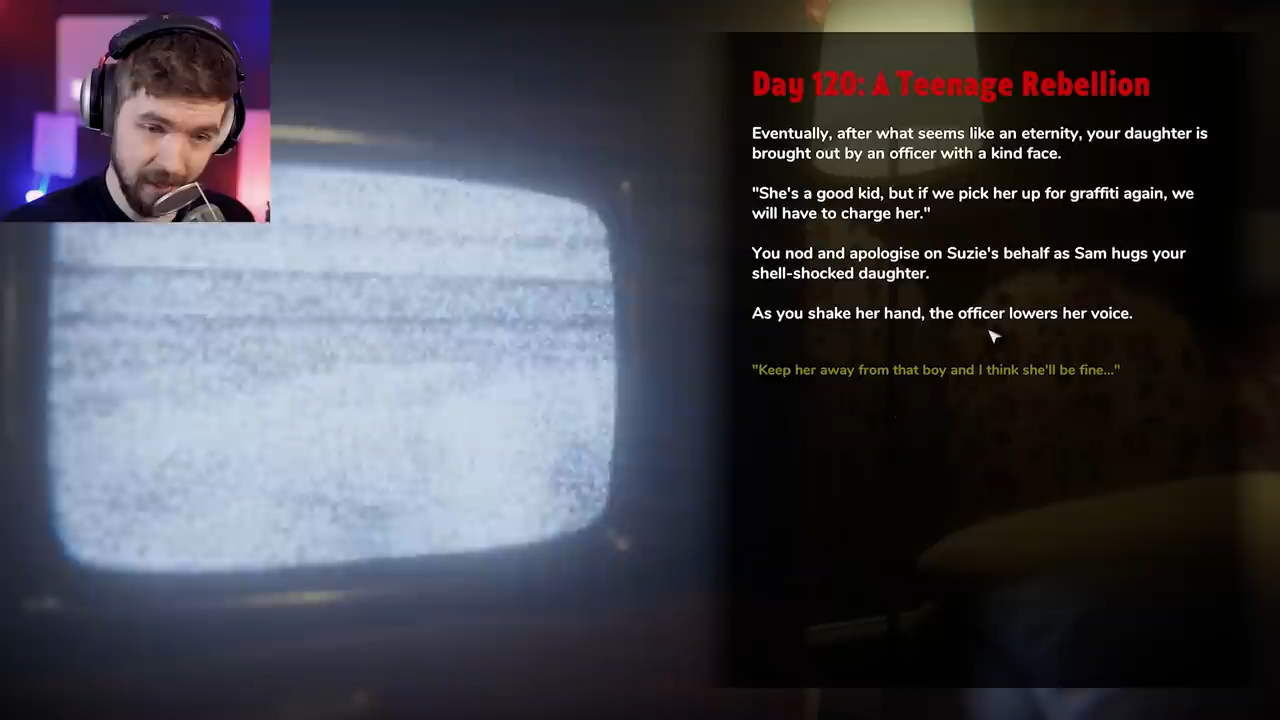 Day 120: A Teenage Rebellion
Eventually, after what seems like an eternity, your daughter is
brought out by an officer with a kind face.
"She's a good kid, but if we pick her up for graffiti again, we
will have to charge her."
You nod and apologise on Suzie's behalf as Sam hugs your
shell-shocked daughter.
As you shake her hand, the officer lowers her voice.
"Keep her away from that boy and I think she'll be fine..."